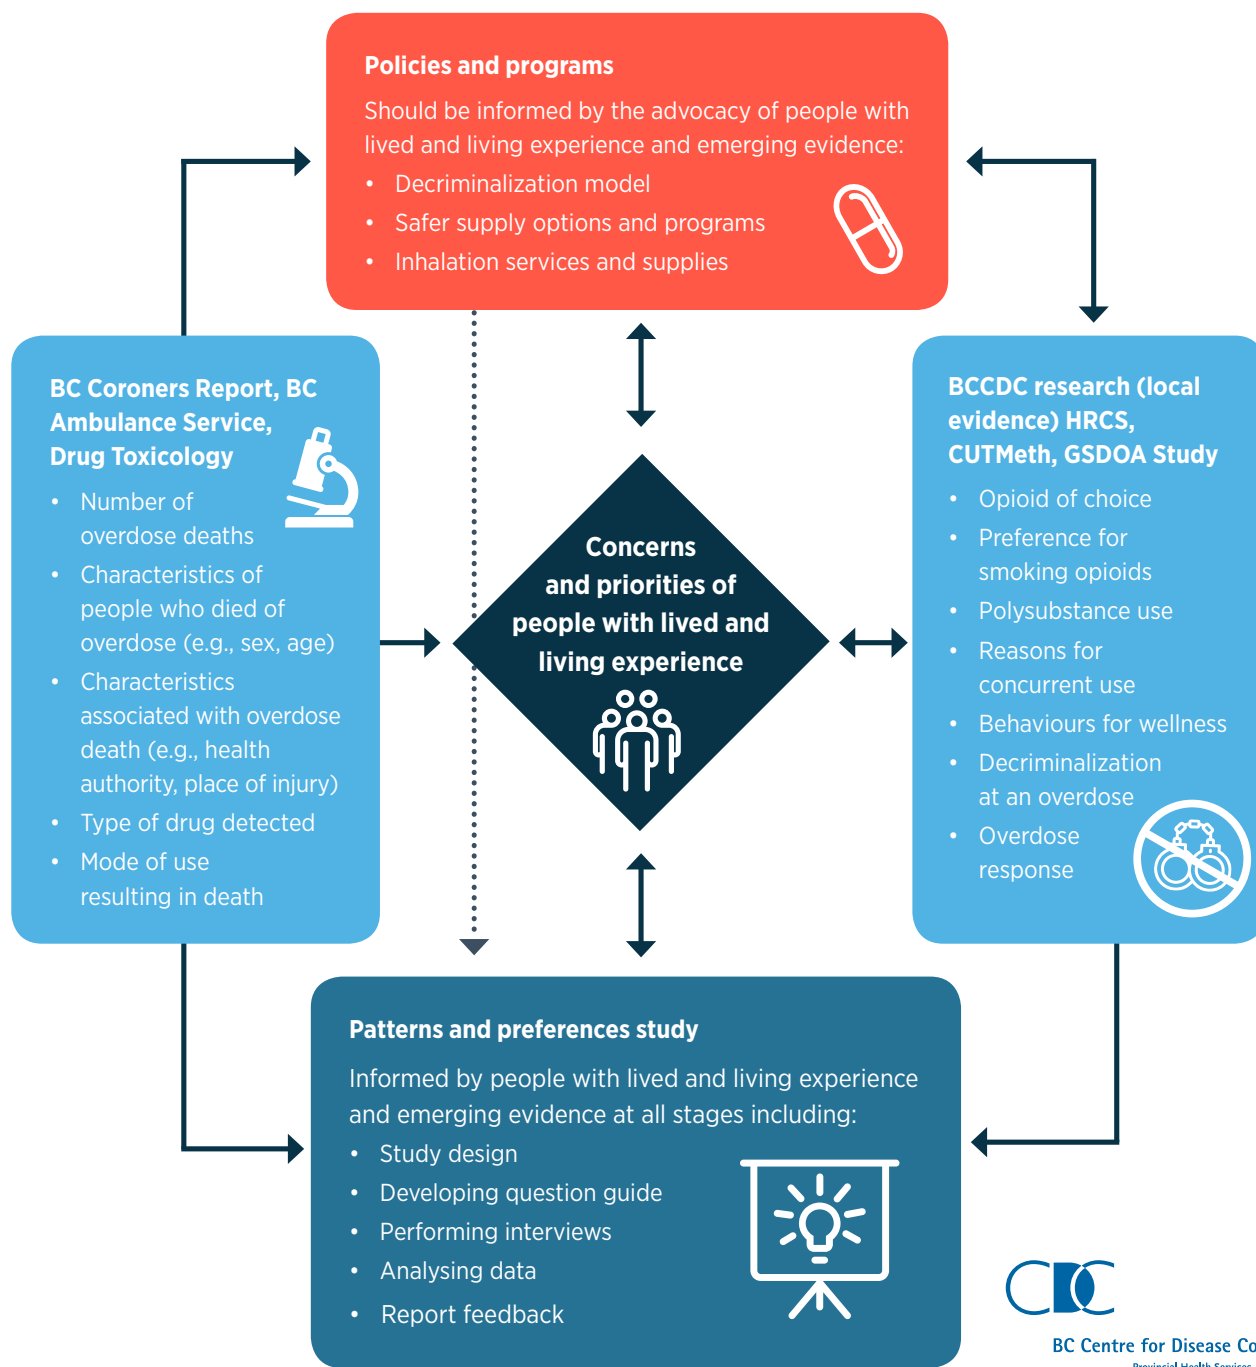 Policies and programs
Should be informed by the advocacy of people with
lived and living experience and emerging evidence:
• Decriminalization model
• Safer supply options and programs
• Inhalation services and supplies
BC Coroners Report, BC
Ambulance Service,
Drug Toxicology
• Number of
overdose deaths
• Characteristics of
people who died of
overdose (e.g., sex, age)
• Characteristics
associated with overdose
death (e.g., health
authority, place of injury)
• Type of drug detected
• Mode of use
resulting in death
Concerns
and priorities of
people with lived and
living experience
BCCDC research (local
evidence) HRCS,
CUTMeth, GSDOA Study
• Opioid of choice
• Preference for
smoking opioids
• Polysubstance use
• Reasons for
concurrent use
• Behaviours for wellness
• Decriminalization
at an overdose
• Overdose
response
Patterns and preferences study
Informed by people with lived and living experience
and emerging evidence at all stages including:
• Study design
• Developing question guide
• Performing interviews
• Analysing data
• Report feedback
CDC
BC Centre for Disease Co
Provincial Health Services